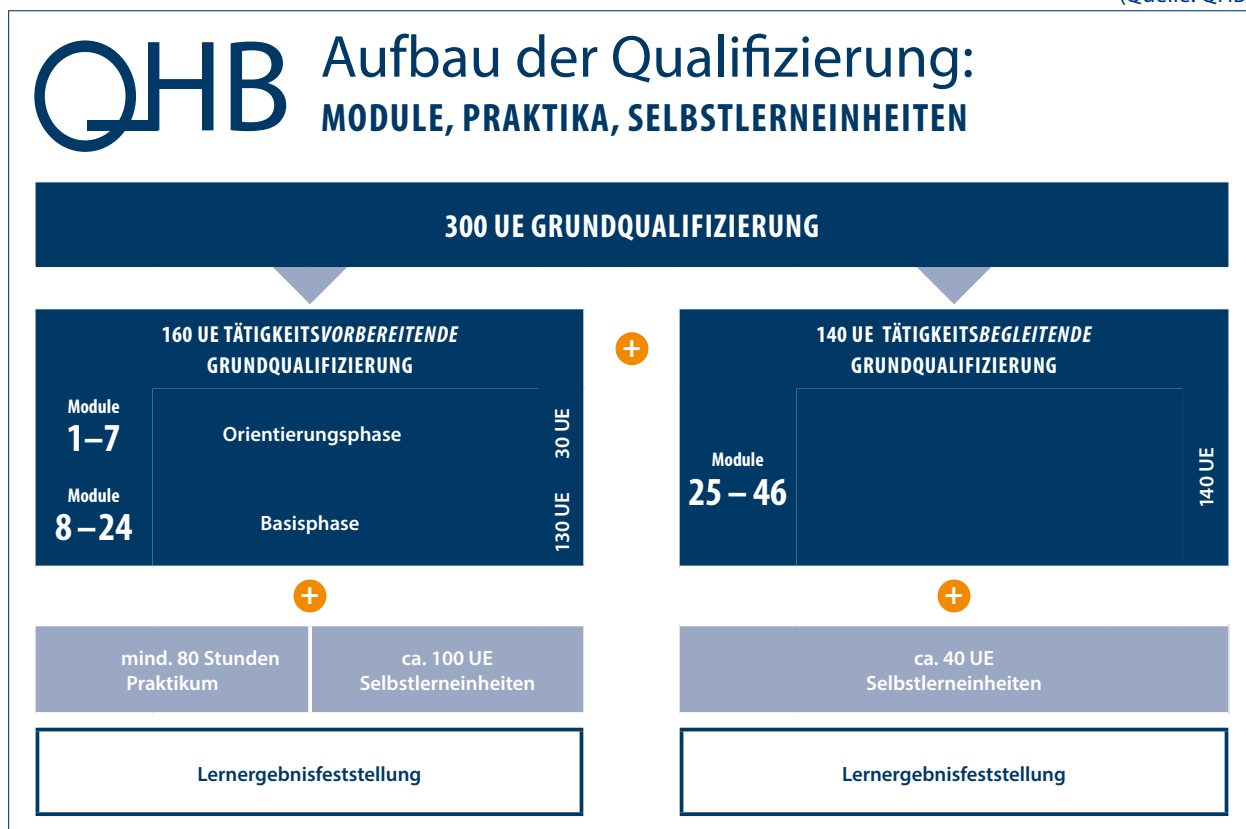 (Quelle: QHB
QHB
Aufbau der Qualifizierung:
MODULE, PRAKTIKA, SELBSTLERNEINHEITEN
300 UE GRUNDQUALIFIZIERUNG
160 UE TÄTIGKEITSVORBEREITENDE
GRUNDQUALIFIZIERUNG
Module
1–7
Orientierungsphase
30 UE
Module
8–24
Basisphase
130 UE
+
140 UE TÄTIGKEITSBEGLEITENDE
GRUNDQUALIFIZIERUNG
Module
25 – 46
140 UE
+
mind. 80 Stunden
Praktikum
ca. 100 UE
Selbstlerneinheiten
+
ca. 40 UE
Selbstlerneinheiten
Lernergebnisfeststellung
Lernergebnisfeststellung